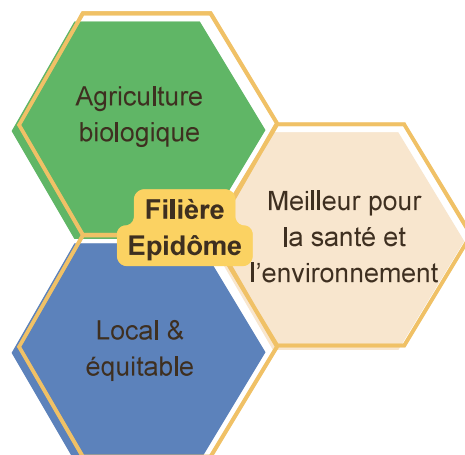 Agriculture
biologique
Filière
Epidôme
Meilleur pour
la santé et
l'environnement
Local &
équitable